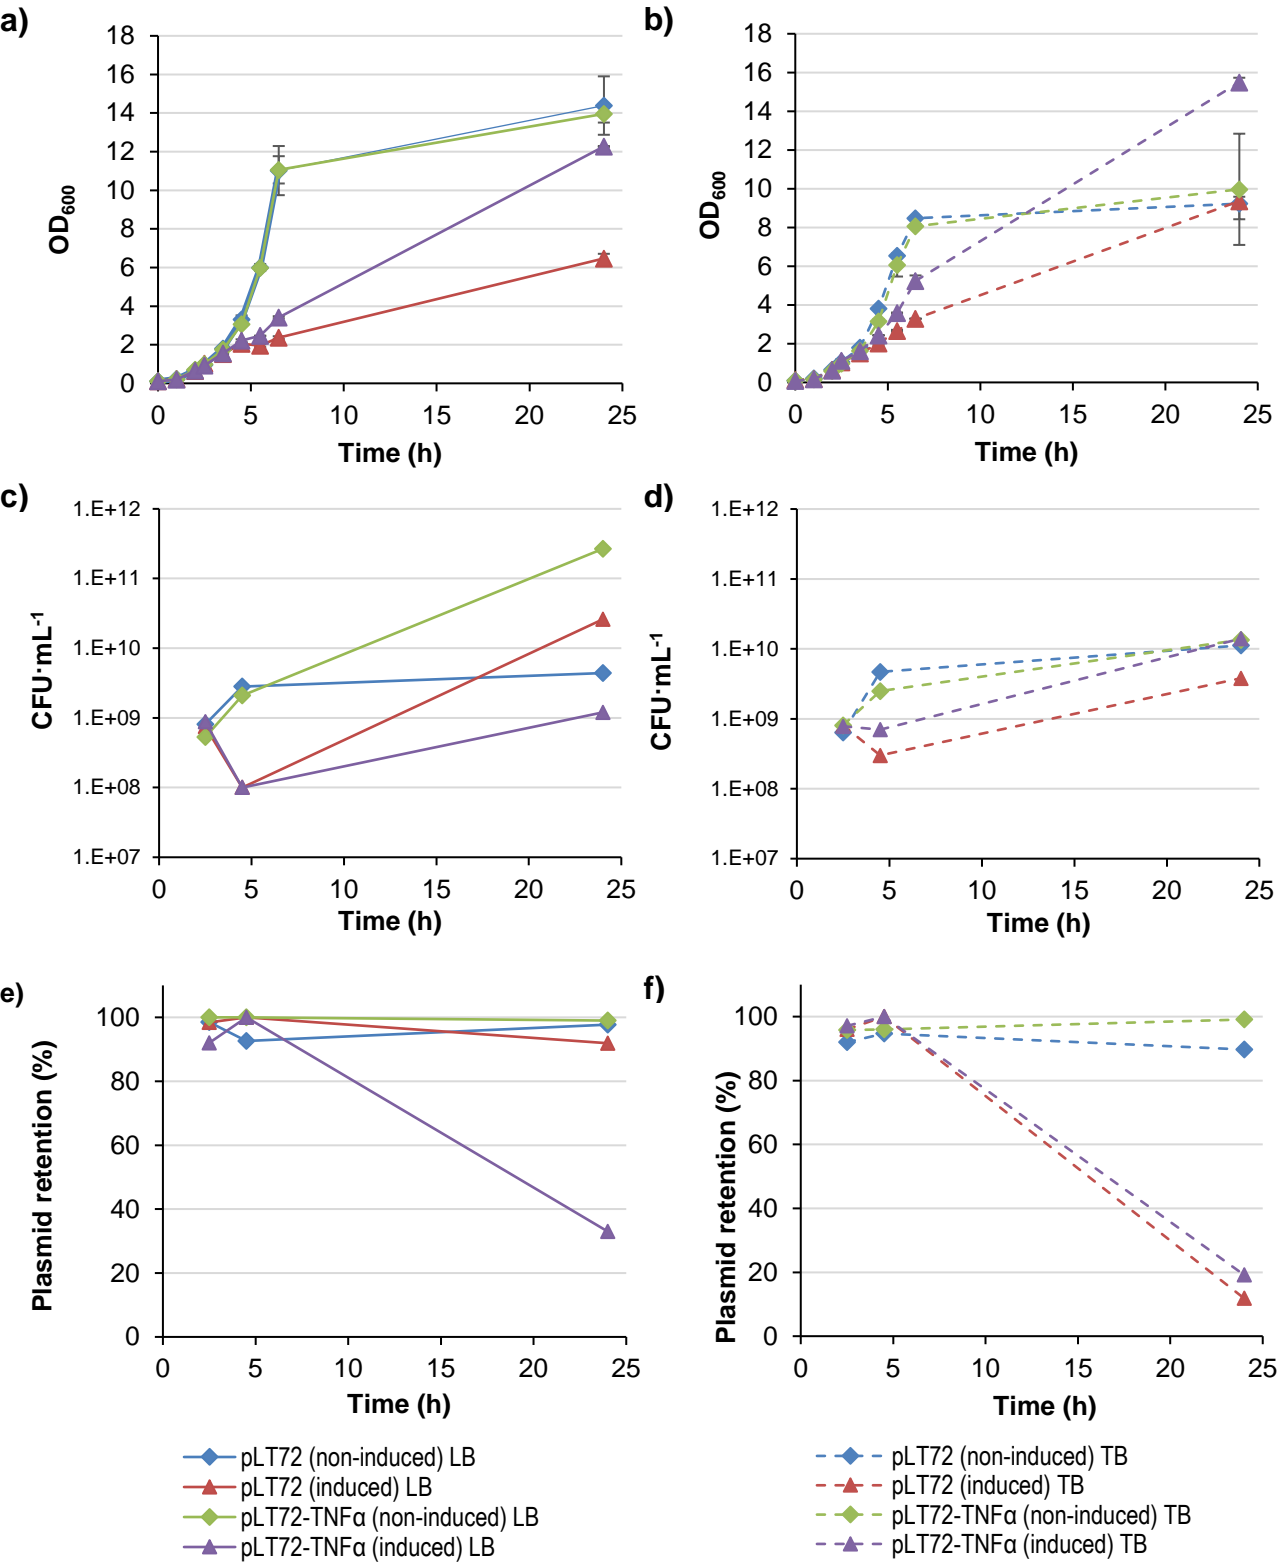 a)
18
16
14
12
10
8
6
4
2
0
OD600
0 5 10 15 20 25
Time (h)
b)
18
16
14
12
10
8
6
4
2
0
OD600
0 5 10 15 20 25
Time (h)
c)
1.E+12
1.E+11
1.E+10
1.E+09
1.E+08
1.E+07
CFU·mL-1
0 5 10 15 20 25
Time (h)
d)
1.E+12
1.E+11
1.E+10
1.E+09
1.E+08
1.E+07
CFU·mL-1
0 5 10 15 20 25
Time (h)
e)
100
80
60
40
20
0
Plasmid retention (%)
0 5 10 15 20 25
Time (h)
f)
100
80
60
40
20
0
Plasmid retention (%)
0 5 10 15 20 25
Time (h)
pLT72 (non-induced) LB
pLT72 (induced) LB
pLT72-TNFα (non-induced) LB
pLT72-TNFα (induced) LB
pLT72 (non-induced) TB
pLT72 (induced) TB
pLT72-TNFα (non-induced) TB
pLT72-TNFα (induced) TB